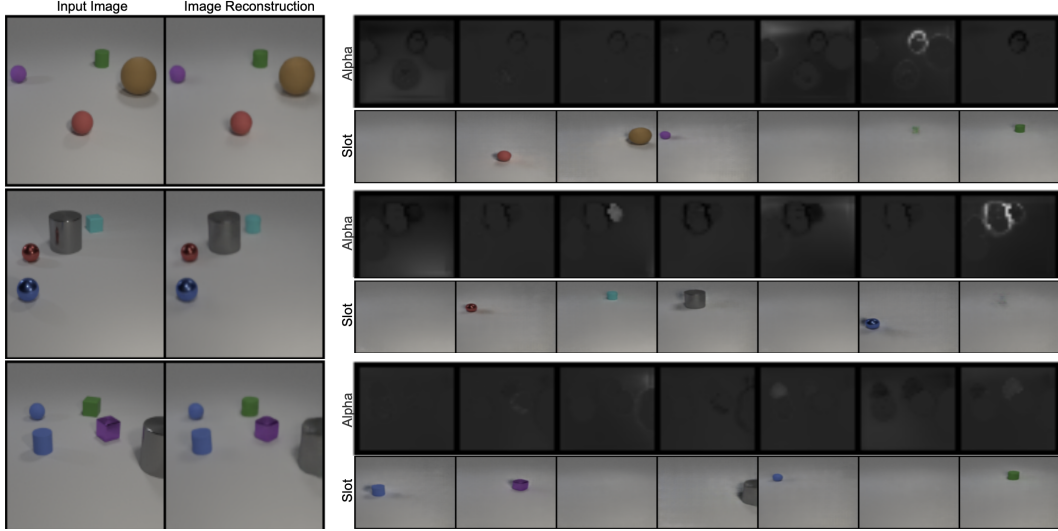 Input Image
Image Reconstruction
Alpha
Slot
Alpha
Slot
Alpha
Slot